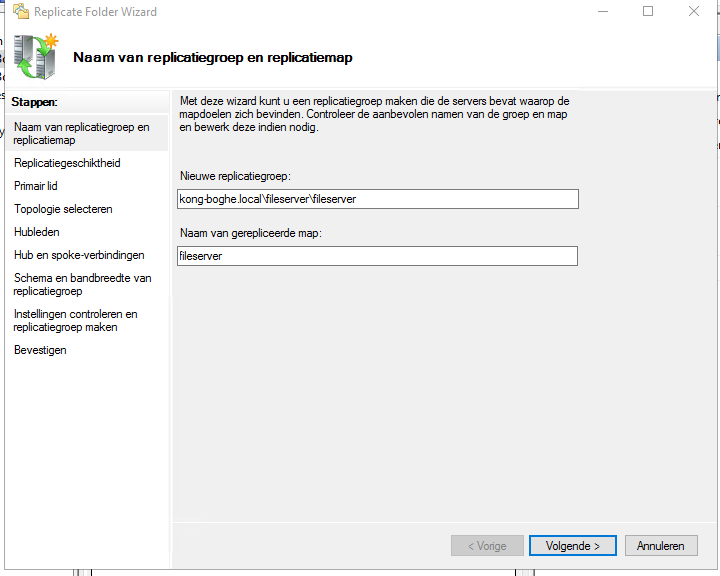 Replicate Folder Wizard
Naam van replicatiegroep en replicatiemap
Stappen:
Naam van replicatiegroep en
replicatiemap
Replicatiegeschiktheid
Primair lid
Topologie selecteren
Hubleden
Hub en spoke-verbindingen
Schema en bandbreedte van
replicatiegroep
Instellingen controleren en
replicatiegroep maken
Bevestigen
Met deze wizard kunt u een replicatiegroep maken die de servers bevat waarop de
mapdoelen zich bevinden. Controleer de aanbevolen namen van de groep en map
en bewerk deze indien nodig.
Nieuwe replicatiegroep:
kong-boghe.local\fileserver\fileserver
Naam van gerepliceerde map:
fileserver
< Vorige
Volgende >
Annuleren